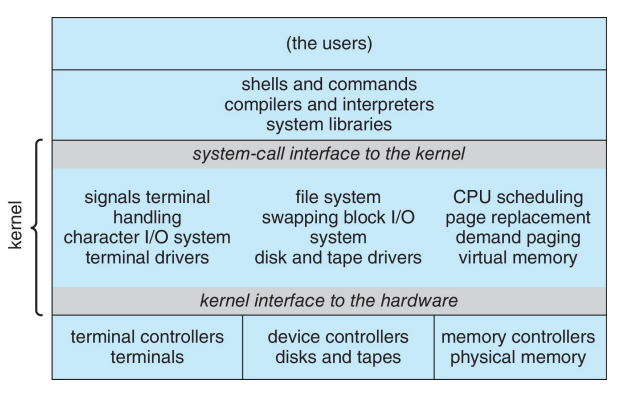 (the users)
shells and commands
compilers and interpreters
system libraries
system-call interface to the kernel
kernel
signals terminal
handling
character I/O system
terminal drivers
file system
swapping block I/O
system
disk and tape drivers
CPU scheduling
page replacement
demand paging
virtual memory
kernel interface to the hardware
terminal controllers
terminals
device controllers
disks and tapes
memory controllers
physical memory